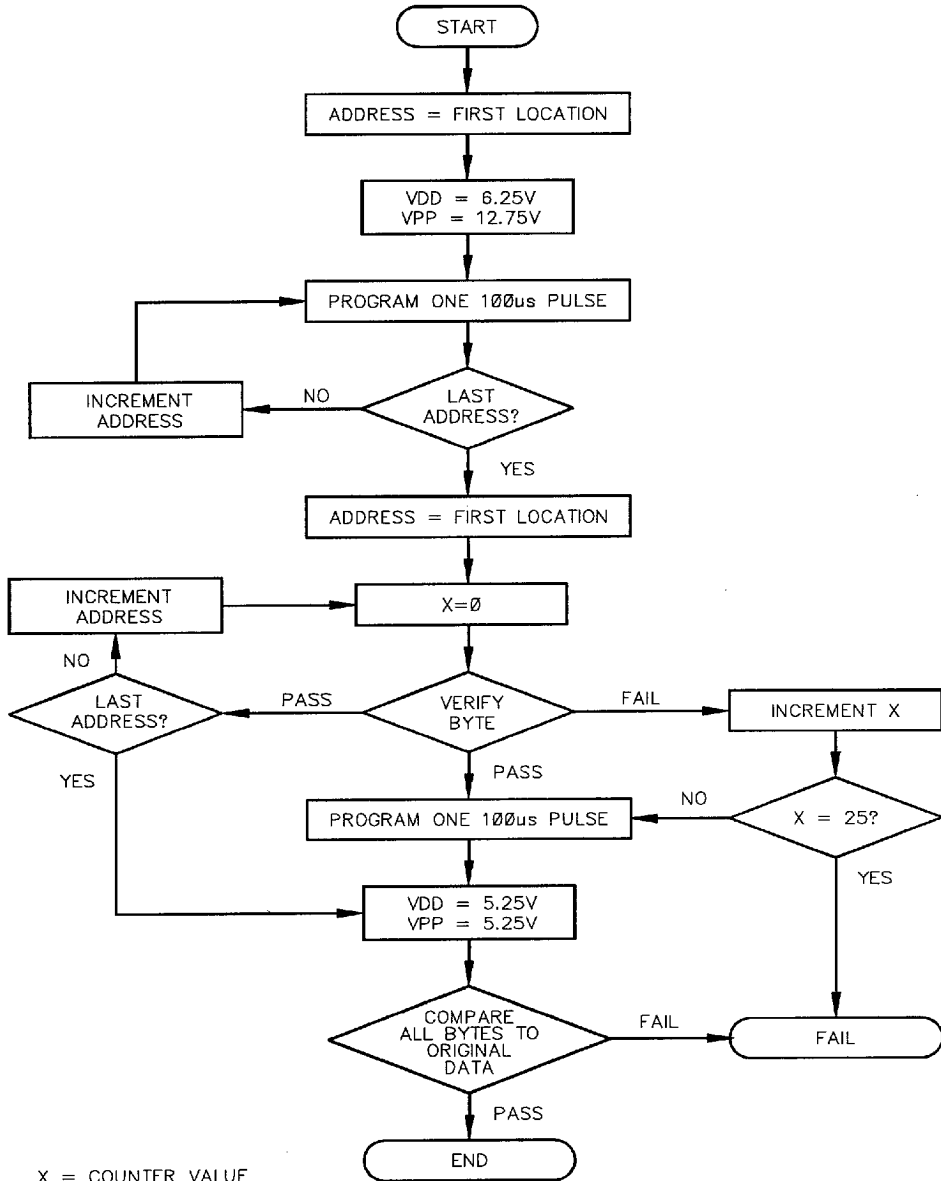 START
ADDRESS = FIRST LOCATION
VDD = 6.25V
VPP = 12.75V
PROGRAM ONE 1ØØus PULSE
INCREMENT
ADDRESS
NO
LAST
ADDRESS?
YES
ADDRESS = FIRST LOCATION
INCREMENT
ADDRESS
X=Ø
NO
LAST
ADDRESS?
PASS
VERIFY
BYTE
FAIL
INCREMENT X
YES
PASS
PROGRAM ONE 1ØØus PULSE
NO
X = 25?
YES
VDD = 5.25V
VPP = 5.25V
COMPARE
ALL BYTES TO
ORIGINAL
DATA
FAIL
FAIL
PASS
END
X = COUNTER VALUE